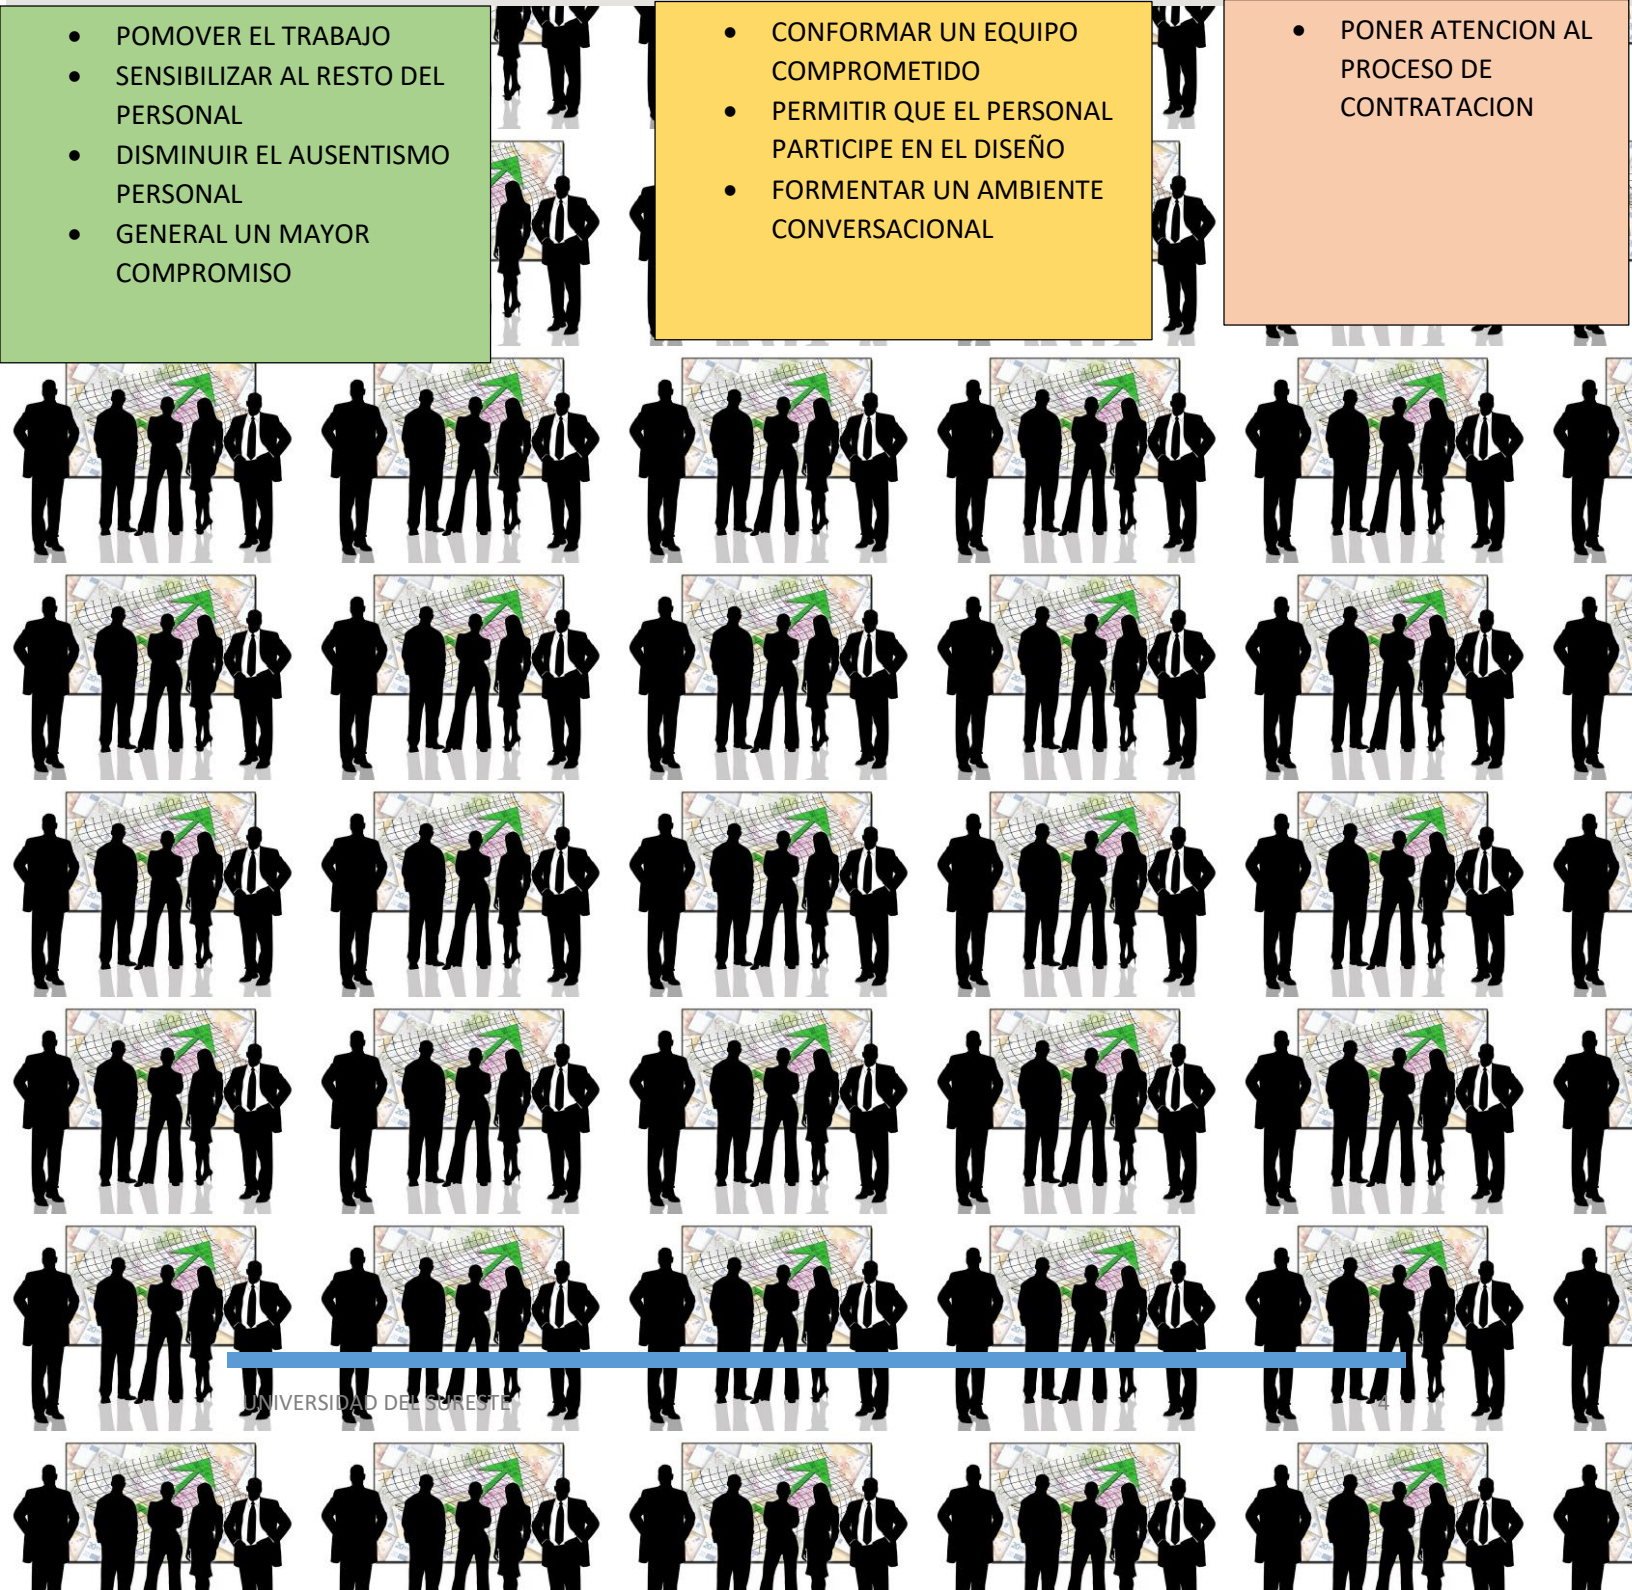 • POMOVER EL TRABAJO
• SENSIBILIZAR AL RESTO DEL
PERSONAL
• DISMINUIR EL AUSENTISMO
PERSONAL
• GENERAL UN MAYOR
COMPROMISO
• CONFORMAR UN EQUIPO
COMPROMETIDO
• PERMITIR QUE EL PERSONAL
PARTICIPE EN EL DISEÑO
• FORMENTAR UN AMBIENTE
CONVERSACIONAL
• PONER ATENCION AL
PROCESO DE
CONTRATACION
UNIVERSIDAD DEL SURESTE
4